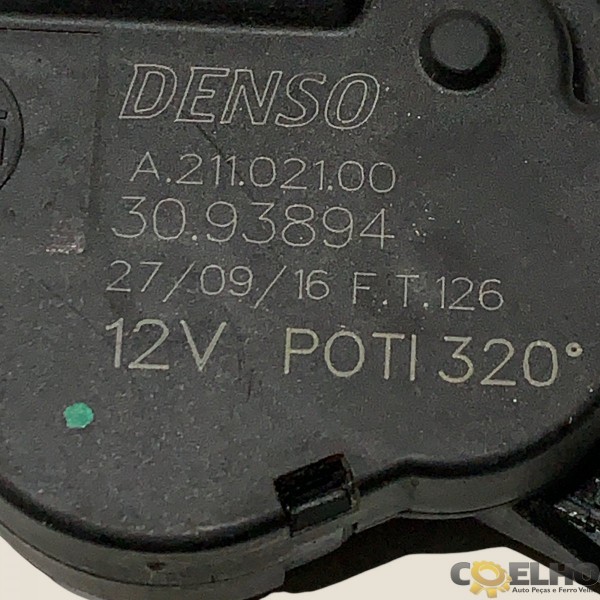 DENSO
A.211.021.00
30.93894
27/09/16 F.T.126
12V POTI 320°
COELHO
Auto Peças e Ferro Velho